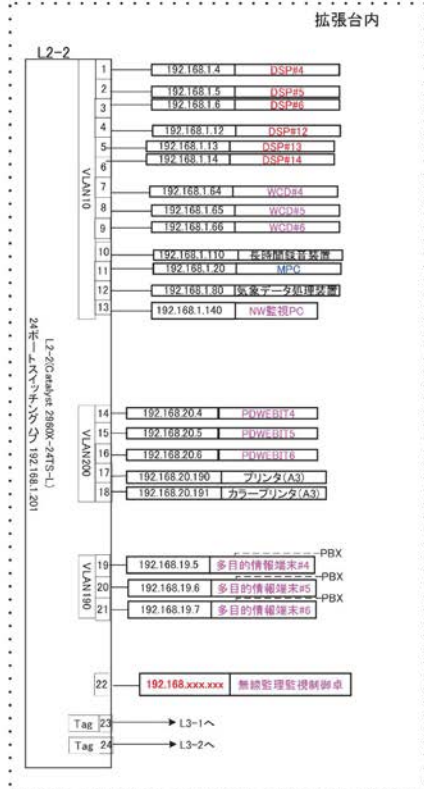 拡張台内
L2-2
1 192.168.1.4 DSP#4
2 192.168.1.5 DSP#5
3 192.168.1.6 DSP#6
4 192.168.1.12 DSP#12
5 192.168.1.13 DSP#13
6 192.168.1.14 DSP#14
VLAN10
7 192.168.1.64 WCD#4
8 192.168.1.65 WCD#5
9 192.168.1.66 WCD#6
10 192.168.1.110 長時間録音装置
11 192.168.1.20 MPC
12 192.168.1.80 気象データ処理装置
13 192.168.1.140 NW監視PC
L2-2(Catalyst 2960X-24TS-L)
24ポートスイッチングハブ 192.168.1.201
14 192.168.20.4 PDWEBIT4
VLAN200
15 192.168.20.5 PDWEBIT5
16 192.168.20.6 PDWEBIT6
17 192.168.20.190 プリンタ(A3)
18 192.168.20.191 カラープリンタ(A3)
PBX
VLAN190
19 192.168.19.5 多目的情報端末#4
PBX
20 192.168.19.6 多目的情報端末#5
PBX
21 192.168.19.7 多目的情報端末#6
22 192.168.xxx.xxx 無線監理監視制御卓
Tag 23 L3-1へ
Tag 24 L3-2へ